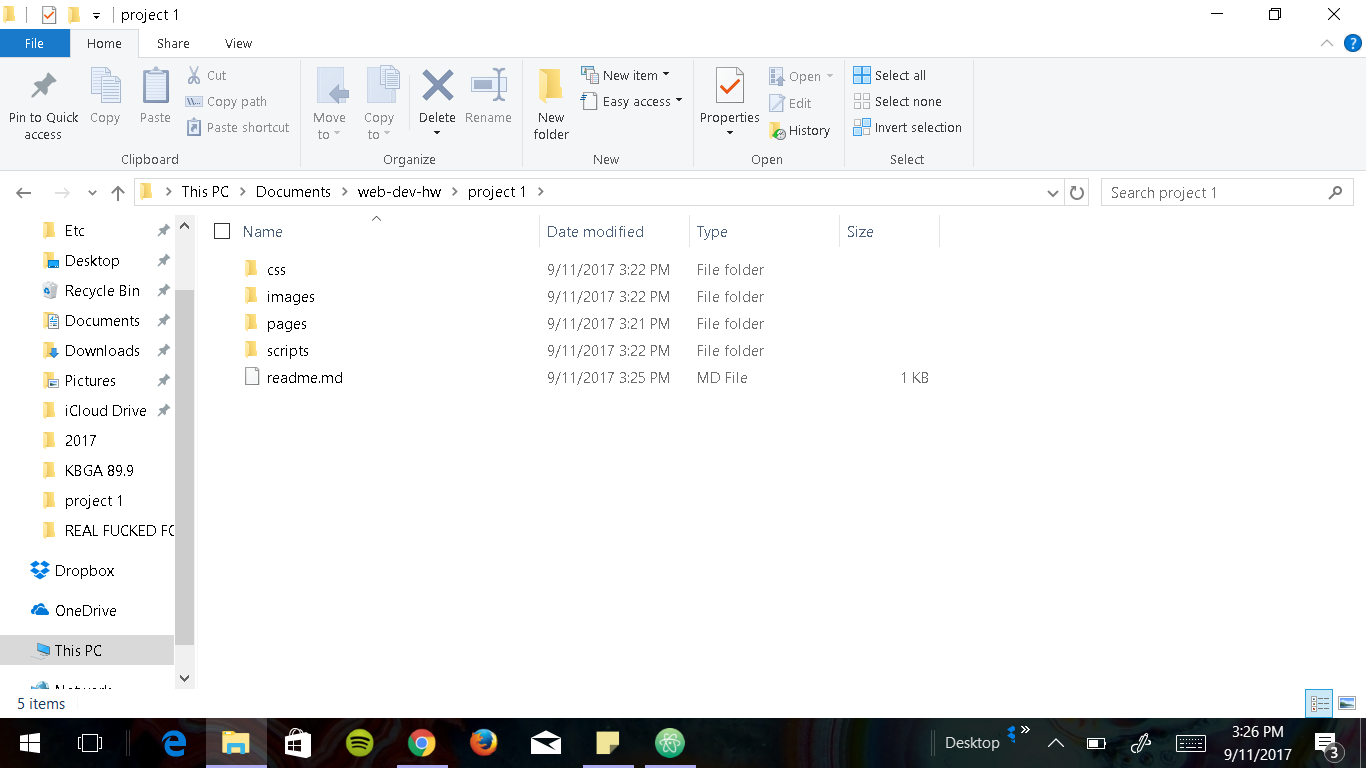 project 1
File Home Share View
Pin to Quick access
Copy
Paste
Cut
Copy path
Paste shortcut
Clipboard
Move to
Copy to
Delete
Rename
Organize
New folder
New item
Easy access
New
Properties
Open
Edit
History
Open
Select all
Select none
Invert selection
Select
This PC Documents web-dev-hw project 1
Search project 1
Etc
Desktop
Recycle Bin
Documents
Downloads
Pictures
iCloud Drive
2017
KBGA 89.9
project 1
REAL FUCKED FO
Dropbox
OneDrive
This PC
Network
Name Date modified Type Size
css 9/11/2017 3:22 PM File folder
images 9/11/2017 3:22 PM File folder
pages 9/11/2017 3:21 PM File folder
scripts 9/11/2017 3:22 PM File folder
readme.md 9/11/2017 3:25 PM MD File 1 KB
5 items
Desktop
3:26 PM
9/11/2017
3